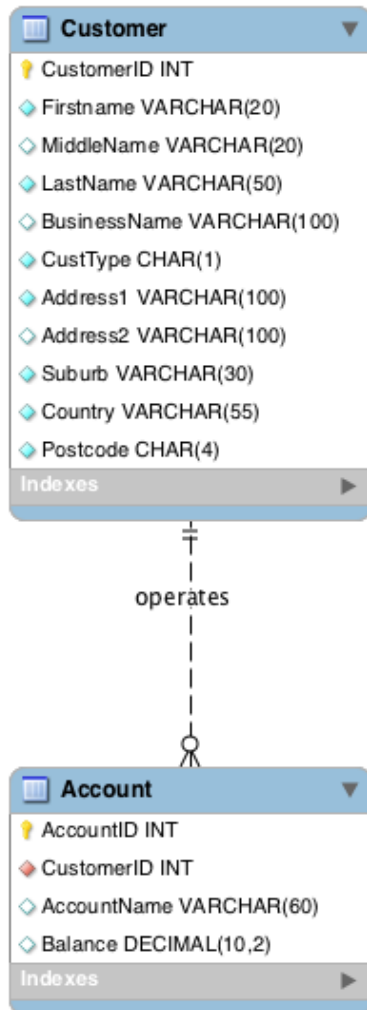 Customer
CustomerID INT
Firstname VARCHAR(20)
MiddleName VARCHAR(20)
LastName VARCHAR(50)
BusinessName VARCHAR(100)
CustType CHAR(1)
Address1 VARCHAR(100)
Address2 VARCHAR(100)
Suburb VARCHAR(30)
Country VARCHAR(55)
Postcode CHAR(4)
Indexes
operates
Account
AccountID INT
CustomerID INT
AccountName VARCHAR(60)
Balance DECIMAL(10,2)
Indexes